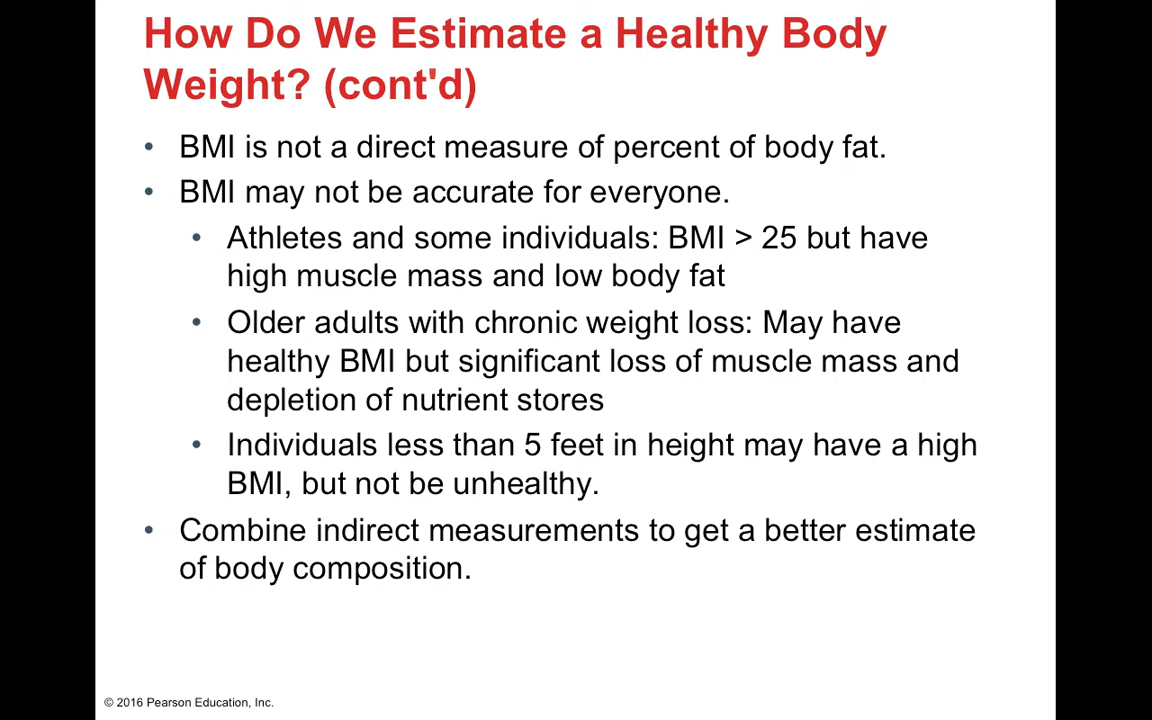 How Do We Estimate a Healthy Body
Weight? (cont'd)
• BMI is not a direct measure of percent of body fat.
• BMI may not be accurate for everyone.
• Athletes and some individuals: BMI > 25 but have
high muscle mass and low body fat
• Older adults with chronic weight loss: May have
healthy BMI but significant loss of muscle mass and
depletion of nutrient stores
• Individuals less than 5 feet in height may have a high
BMI, but not be unhealthy.
• Combine indirect measurements to get a better estimate
of body composition.
© 2016 Pearson Education, Inc.